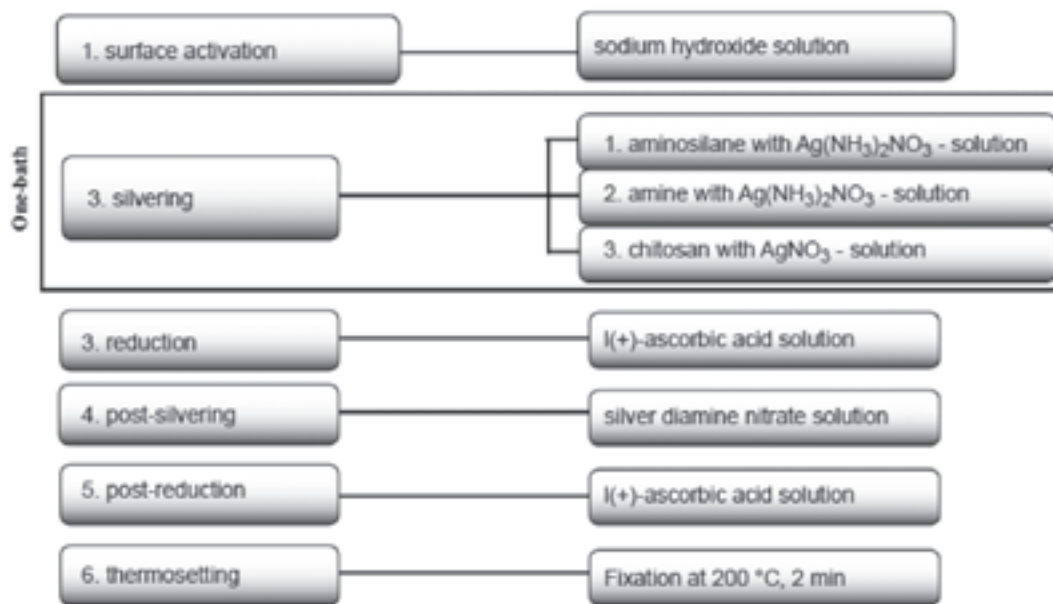 1. surface activation
sodium hydroxide solution
One-bath
3. silvering
1. aminosilane with Ag(NH3)2NO3 - solution
2. amine with Ag(NH3)2NO3 - solution
3. chitosan with AgNO3 - solution
3. reduction
l(+)-ascorbic acid solution
4. post-silvering
silver diamine nitrate solution
5. post-reduction
l(+)-ascorbic acid solution
6. thermosetting
Fixation at 200 °C, 2 min